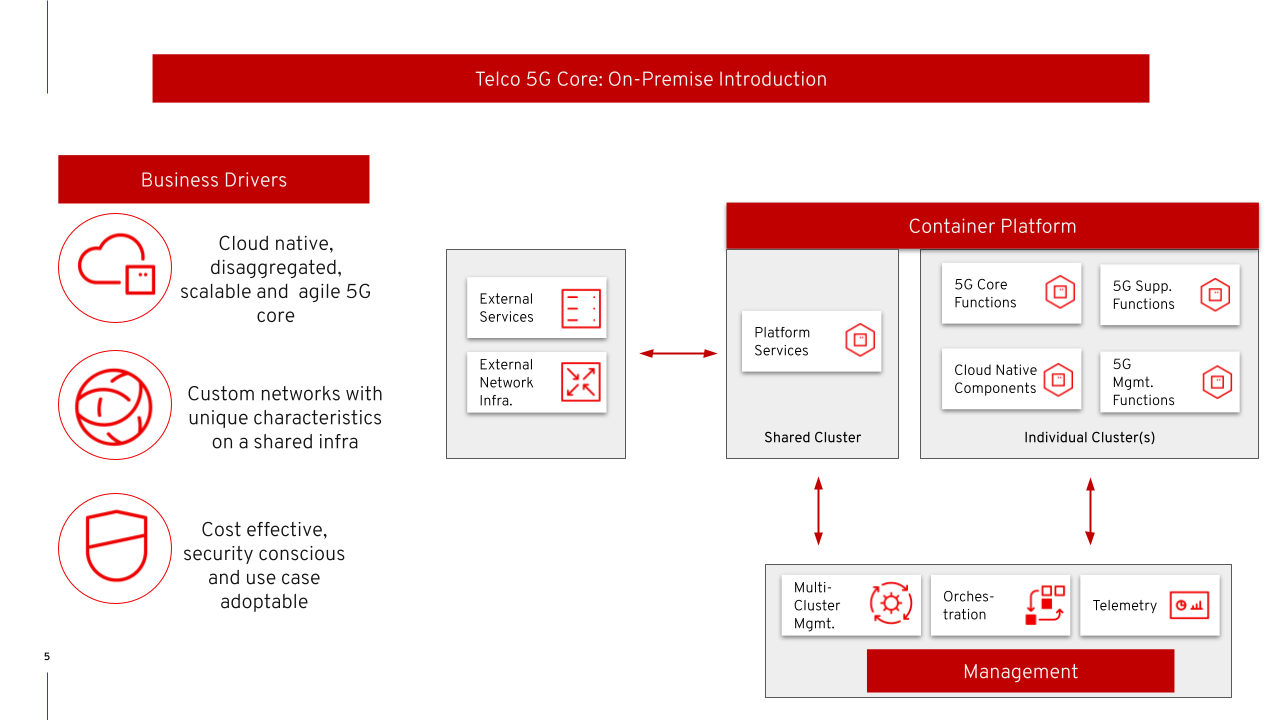 Telco 5G Core: On-Premise Introduction
Business Drivers
Cloud native,
disaggregated,
scalable and  agile 5G
core
Custom networks with
unique characteristics
on a shared infra
Cost effective,
security conscious
and use case
adoptable
External
Services
External
Network
Infra.
Container Platform
Platform
Services
Shared Cluster
5G Core
Functions
5G Supp.
Functions
Cloud Native
Components
5G
Mgmt.
Functions
Individual Cluster(s)
Multi-
Cluster
Mgmt.
Orches-
tration
Telemetry
Management
5